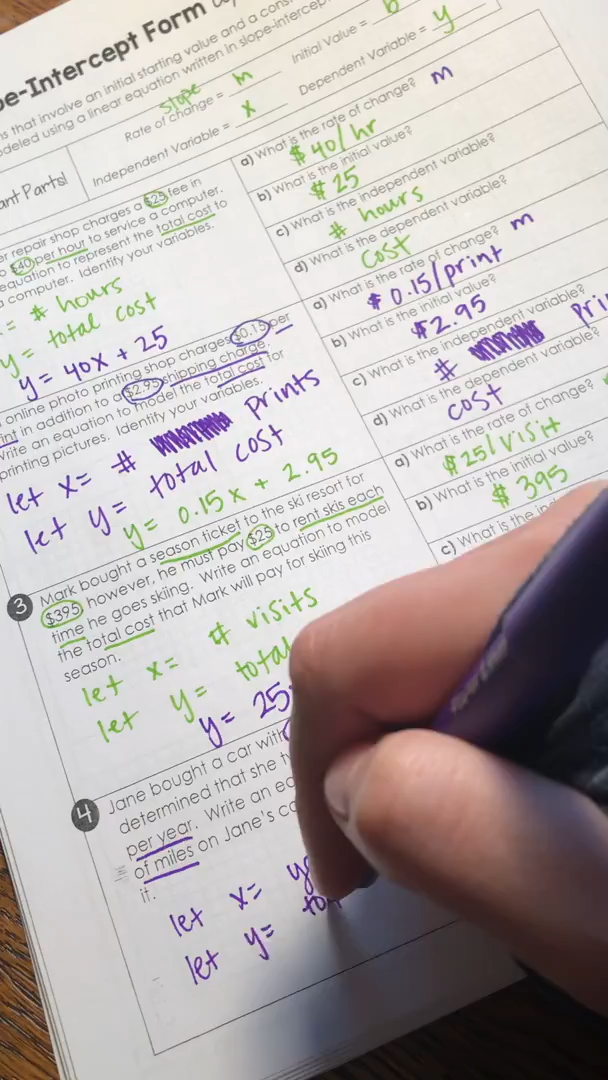 Slope-Intercept Form
that involve an initial starting value and a
modeled using a linear equation written in slope-intercept
slope
Rate of change = m
Initial Value = b
Independent Variable = x
Dependent Variable = y
Parts!
repair shop charges a $25 fee in
$40 per hour to service a computer.
equation to represent the total cost to
computer. Identify your variables.
= # hours
y = total cost
y = 40x + 25
a) What is the rate of change? m
$40/hr
b) What is the initial value?
$25
c) What is the independent variable?
# hours
d) What is the dependent variable?
cost
online photo printing shop charges $0.15 per
in addition to a $2.95 shipping charge.
Write an equation to model the total cost for
printing pictures. Identify your variables.
let x = # prints
let y = total cost
y = 0.15x + 2.95
a) What is the rate of change? m
$0.15/print
b) What is the initial value?
$2.95
c) What is the independent variable?
#
d) What is the dependent variable?
cost
3
Mark bought a season ticket to the ski resort for
$395 however, he must pay $25 to rent skis each
time he goes skiing. Write an equation to model
the total cost that Mark will pay for skiing this
season.
let x = # visits
let y = total
y = 25
a) What is the rate of change?
$25/visit
b) What is the initial value?
$395
c) What is the
4
Jane bought a car with
determined that she
per year. Write an
of miles on Jane's
it.
let x =
let y =